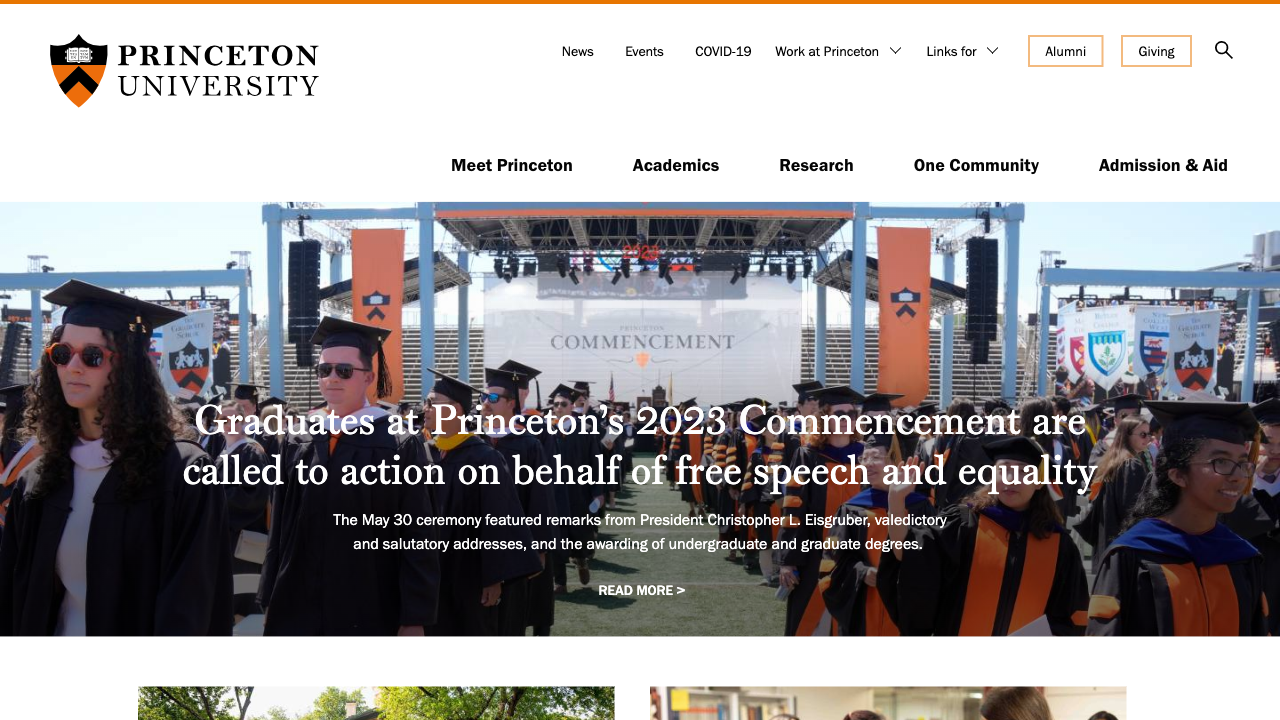 PRINCETON
UNIVERSITY
News Events COVID-19 Work at Princeton Links for Alumni Giving
Meet Princeton Academics Research One Community Admission & Aid
2023
PRINCETON
COMMENCEMENT
Graduates at Princeton’s 2023 Commencement are
called to action on behalf of free speech and equality
The May 30 ceremony featured remarks from President Christopher L. Eisgruber, valedictory
and salutatory addresses, and the awarding of undergraduate and graduate degrees.
READ MORE >